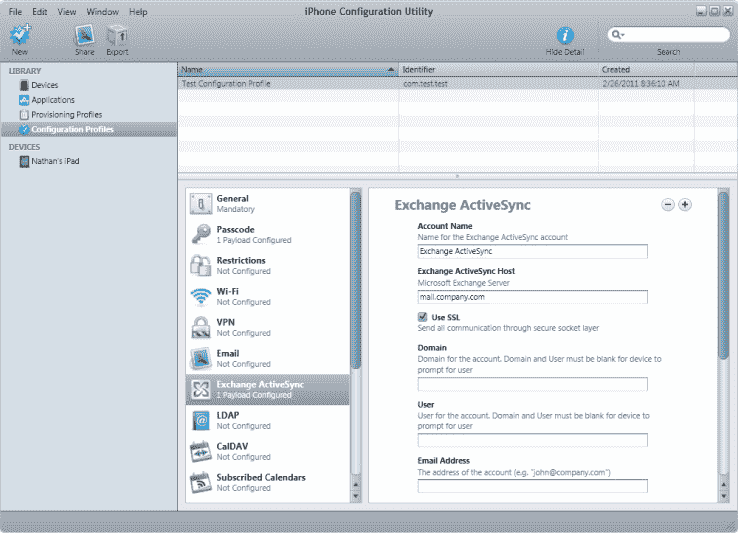 iPhone Configuration Utility
File Edit View Window Help
New
Share
Export
Hide Detail
Search
LIBRARY
Devices
Applications
Provisioning Profiles
Configuration Profiles
DEVICES
Nathan's iPad
Name Identifier Created
Test Configuration Profile com.test.test 2/26/2011 8:36:10 AM
General
Mandatory
Passcode
1 Payload Configured
Restrictions
Not Configured
Wi-Fi
Not Configured
VPN
Not Configured
Email
Not Configured
Exchange ActiveSync
1 Payload Configured
LDAP
Not Configured
CalDAV
Not Configured
Subscribed Calendars
Not Configured
Exchange ActiveSync
Account Name
Name for the Exchange ActiveSync account
Exchange ActiveSync
Exchange ActiveSync Host
Microsoft Exchange Server
mail.company.com
Use SSL
Send all communication through secure socket layer
Domain
Domain for the account. Domain and User must be blank for device to
prompt for user
User
User for the account. Domain and User must be blank for device to
prompt for user
Email Address
The address of the account (e.g. "john@company.com")